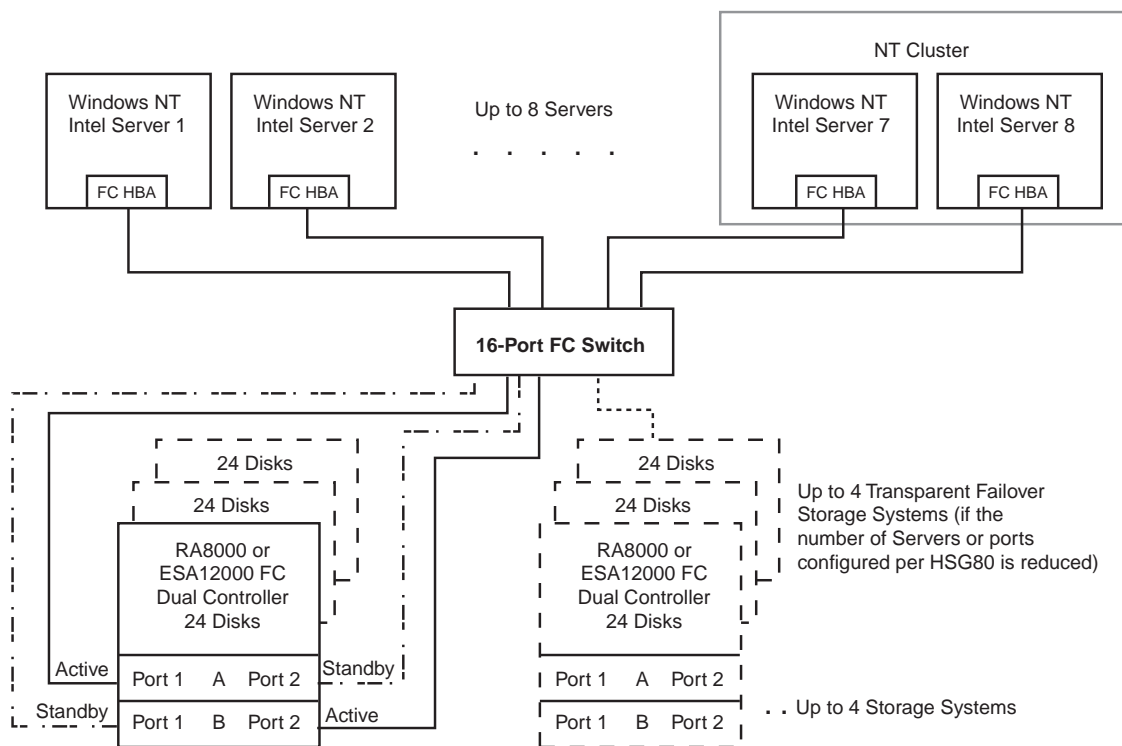 NT Cluster
Windows NT
Intel Server 1
Windows NT
Intel Server 2
Up to 8 Servers
. . . . .
Windows NT
Intel Server 7
Windows NT
Intel Server 8
FC HBA
FC HBA
FC HBA
FC HBA
16-Port FC Switch
24 Disks
24 Disks
RA8000 or
ESA12000 FC
Dual Controller
24 Disks
Active
Port 1 A Port 2
Standby
Standby
Port 1 B Port 2
Active
24 Disks
24 Disks
RA8000 or
ESA12000 FC
Dual Controller
24 Disks
Port 1 A Port 2
Port 1 B Port 2
Up to 4 Transparent Failover
Storage Systems (if the
number of Servers or ports
configured per HSG80 is reduced)
. . Up to 4 Storage Systems